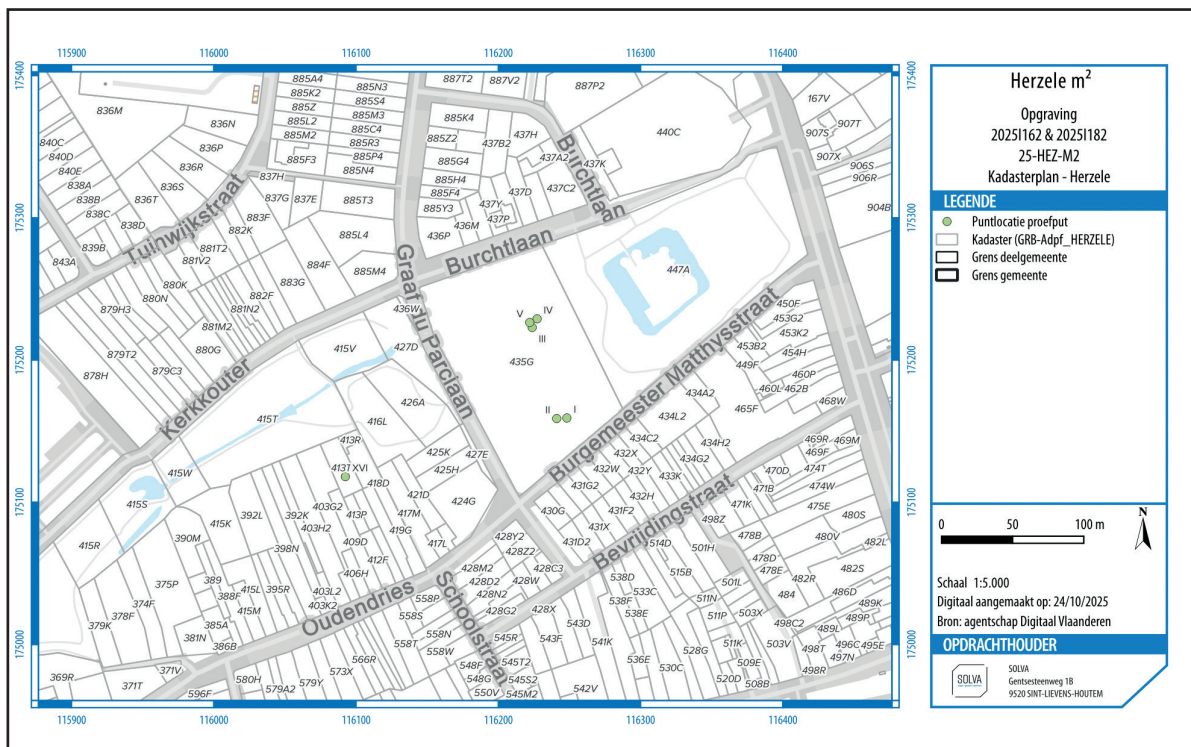 115900
116000
116100
116200
116300
116400
175400
175300
175200
175100
175000
175400
175300
175200
175100
175000
836M
836N
836P
836R
836S
836T
840C
840D
840E
838A
838B
838C
838D
839B
843A
885A4
885K2
885Z
885L2
885M2
885F3
885N3
885S4
885M3
885C4
885R3
885P4
885N4
885T3
885L4
885M4
887T2
887V2
887P2
885K4
885Z2
885G4
885H4
885F4
885Y3
437H
437B2
437A2
437K
437C2
437D
437Y
437P
436M
436P
440C
167V
907T
907S
907X
906S
906R
904B
837H
837G
837E
883F
882K
881T2
881V2
880K
880N
879H3
882F
881N2
881M2
880G
879T2
879C3
878H
884F
883G
Tuinwijkstraat
Burchtlaan
Burchtlaan
Graaf du Parclaan
Kerkkouter
Burgemeester Matthysstraat
Bevrijdingstraat
Oudendries
Schoolstraat
447A
436W
427D
415V
435G
V
IV
III
II
I
426A
416L
415T
413R
413T
XVI
418D
425K
425H
427E
424G
421D
417M
419G
417L
415W
415S
415R
415K
392L
392K
390M
403G2
403H2
413P
409D
412F
406H
398N
403L2
403K2
395R
415L
415M
389
388F
385A
386B
381N
375P
374F
378F
379K
369R
371V
371T
596F
580H
579A2
579Y
573X
566R
450F
453G2
453K2
453B2
454H
449F
460P
460L
462B
465F
468W
434A2
434L2
434C2
434H2
434G2
432X
432W
432Y
433K
431G2
432H
431F2
431X
430G
431D2
469R
469M
469F
474T
470D
471B
474W
471K
475E
480S
480V
482L
498Z
478B
501H
478D
478E
482R
482S
484
486D
489K
489P
489L
514D
515B
501L
511N
511P
503X
498C2
503V
498T
496C
495E
497N
498R
511K
509E
508B
520D
528G
530C
536E
538D
533C
538F
538E
428Y2
428Z2
428M2
428C3
428D2
428W
428N2
428G2
428X
558P
558S
558N
558T
558W
545R
543D
543F
541K
545T2
548F
548G
545S2
550V
545M2
542V
115900
116000
116100
116200
116300
116400
Herzele m²
Opgraving
2025I162 & 2025I182
25-HEZ-M2
Kadasterplan - Herzele
LEGENDE
Puntlocatie proefput
Kadaster (GRB-Adpf_HERZELE)
Grens deelgemeente
Grens gemeente
0 50 100 m
N
Schaal 1:5.000
Digitaal aangemaakt op: 24/10/2025
Bron: agentschap Digitaal Vlaanderen
OPDRACHTHOUDER
SOLVA
SOLVA
Gentsesteenweg 1B
9520 SINT-LIEVENS-HOUTEM